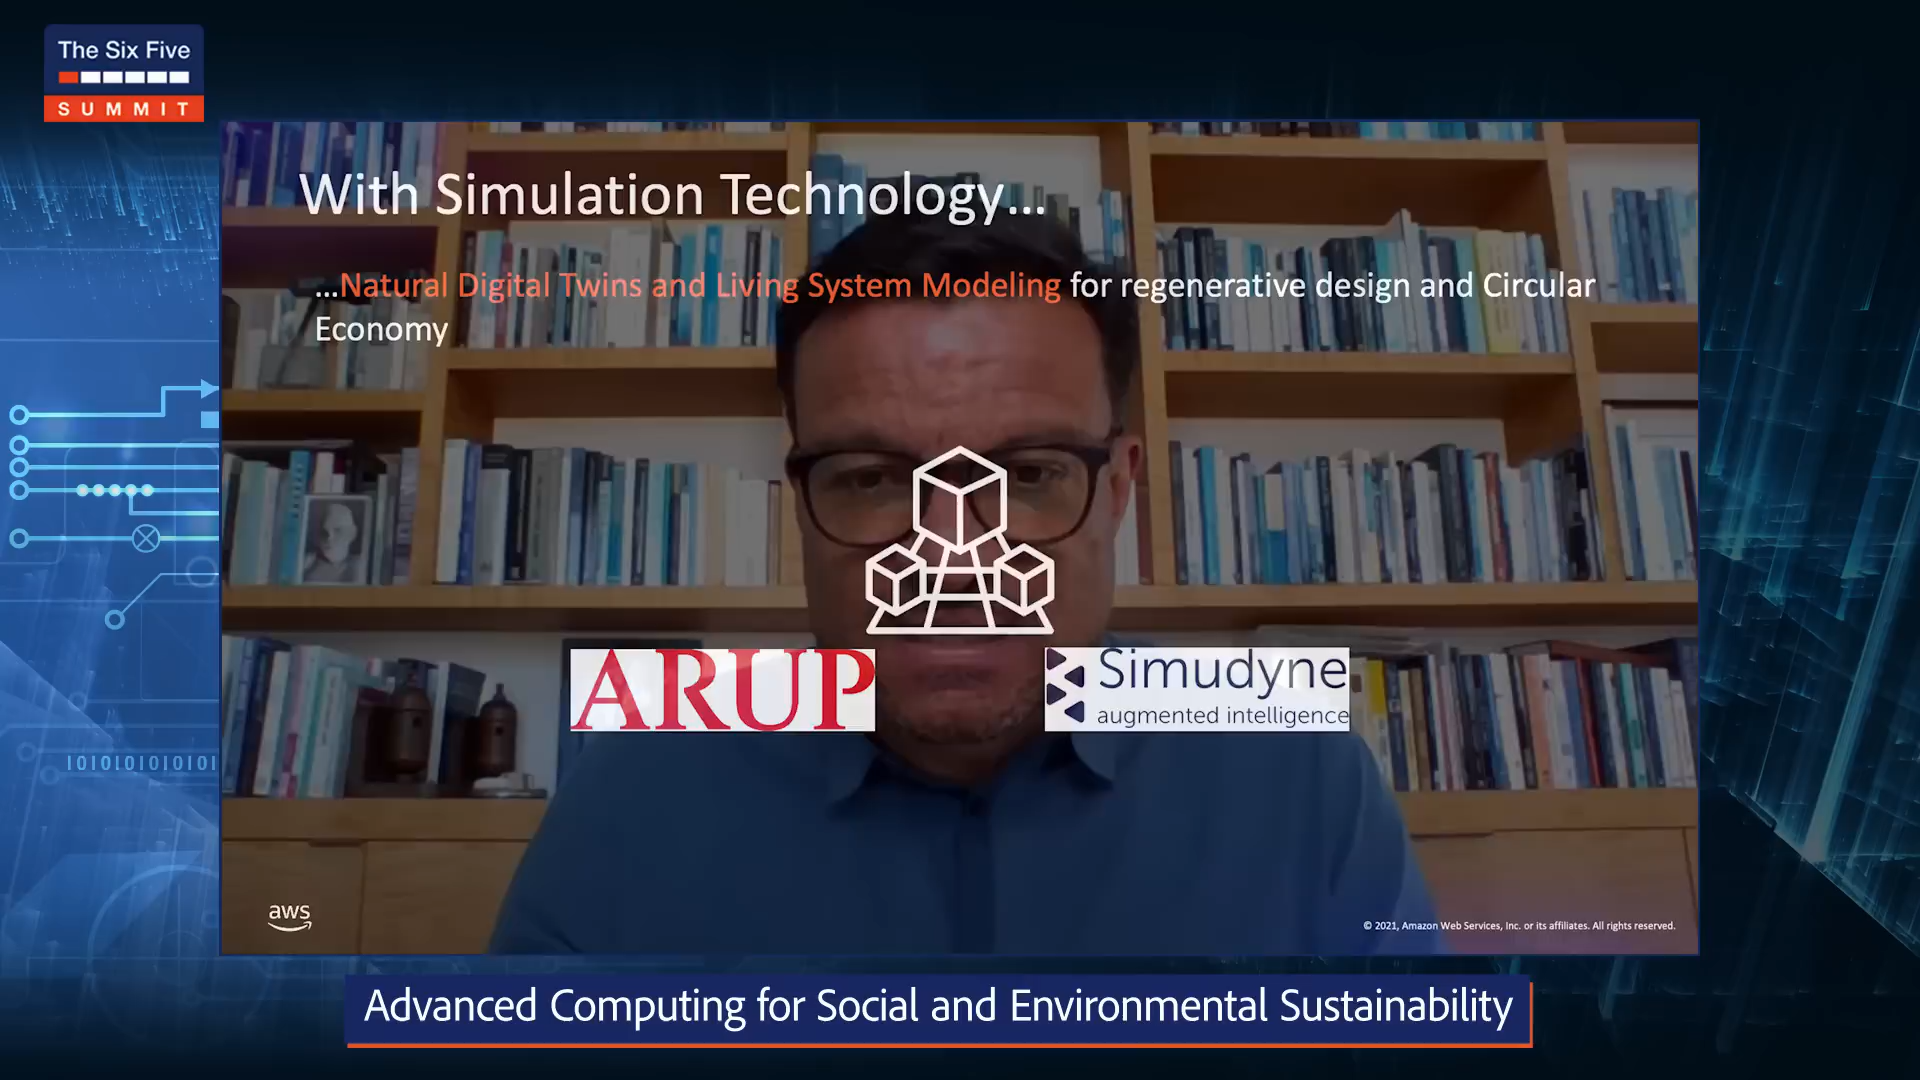 The Six Five
SUMMIT
With Simulation Technology...
...Natural Digital Twins and Living System Modeling for regenerative design and Circular
Economy
ARUP
Simudyne
augmented intelligence
1010101010101
aws
© 2021, Amazon Web Services, Inc. or its affiliates. All rights reserved.
Advanced Computing for Social and Environmental Sustainability